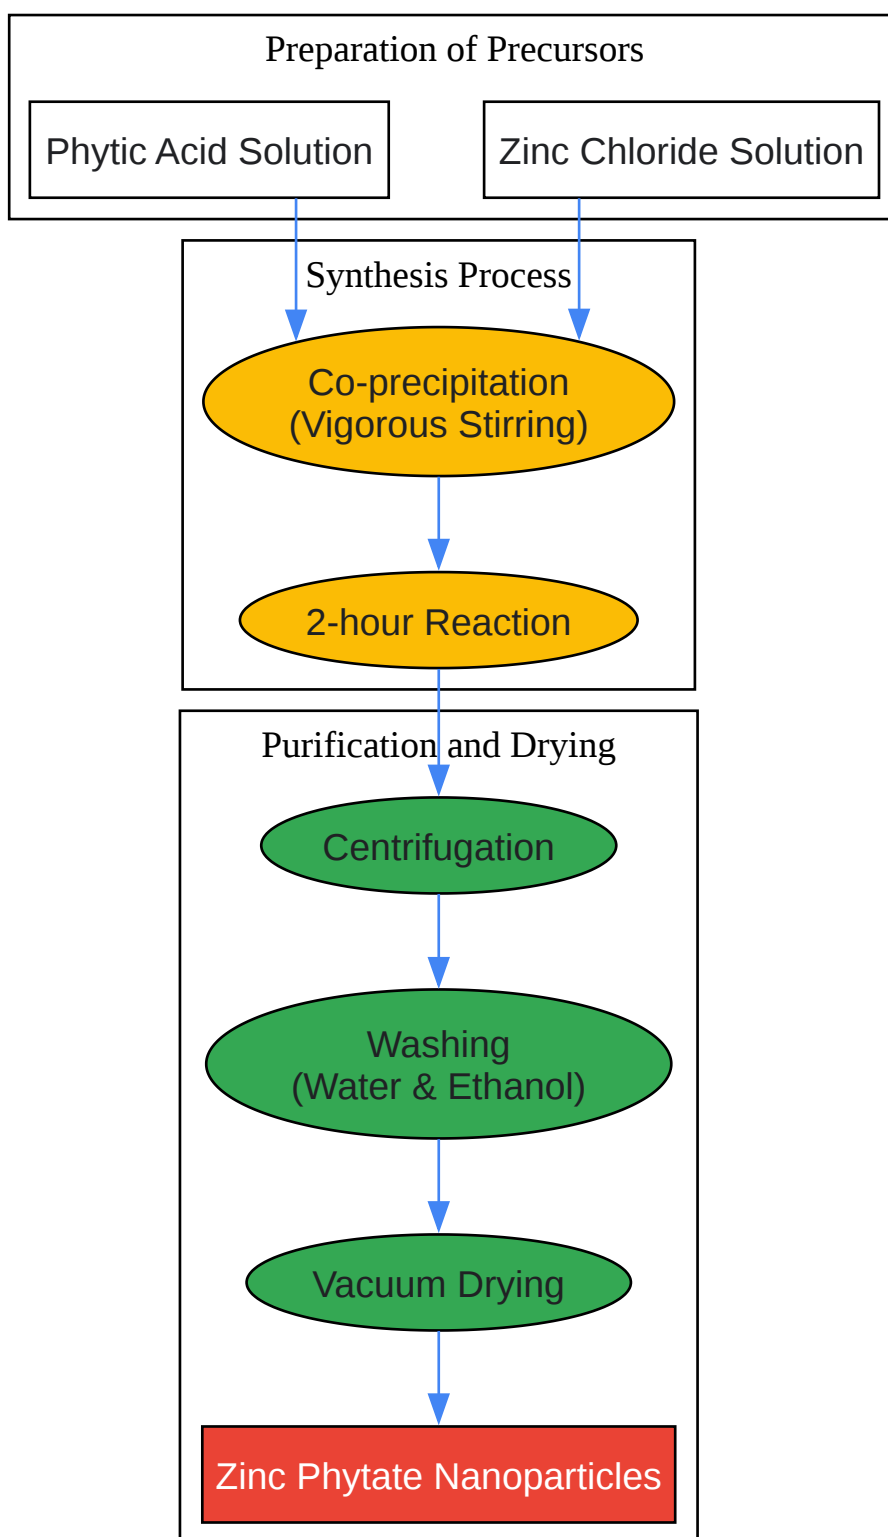 Preparation of Precursors
Phytic Acid Solution
Zinc Chloride Solution
Synthesis Process
Co-precipitation
(Vigorous Stirring)
2-hour Reaction
Purification and Drying
Centrifugation
Washing
(Water & Ethanol)
Vacuum Drying
Zinc Phytate Nanoparticles